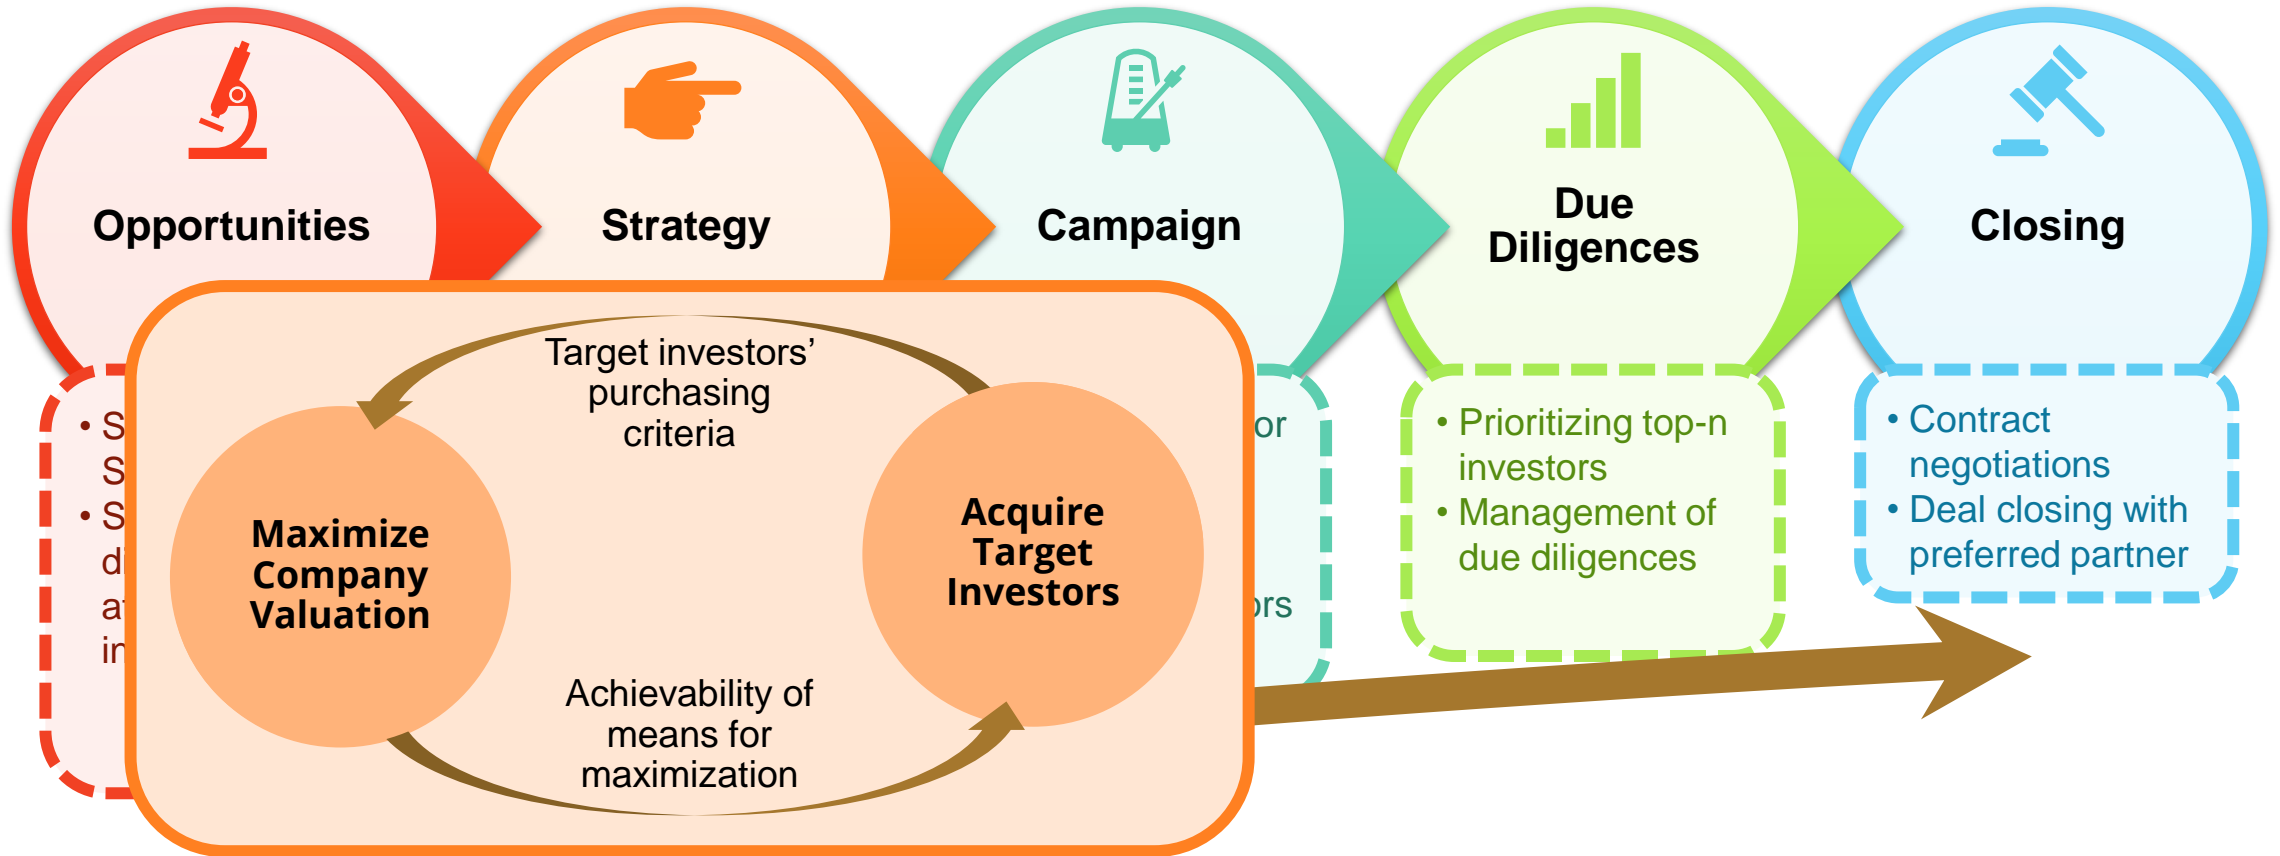 Opportunities
Strategy
Campaign
Due
Diligences
Closing
Target investors’
purchasing
criteria
Maximize
Company
Valuation
Acquire
Target
Investors
Achievability of
means for
maximization
• Prioritizing top-n
investors
• Management of
due diligences
• Contract
negotiations
• Deal closing with
preferred partner